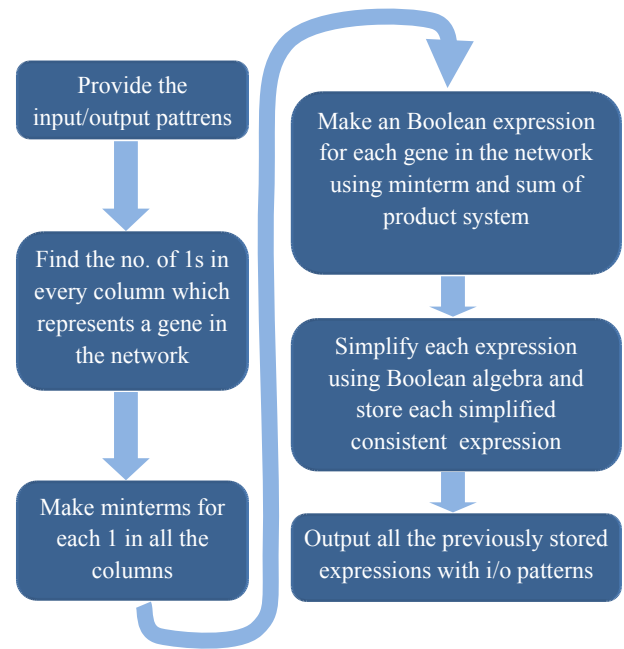 Provide the
input/output pattrens
Find the no. of 1s in
every column which
represents a gene in
the network
Make minterms for
each 1 in all the
columns
Make an Boolean expression
for each gene in the network
using minterm and sum of
product system
Simplify each expression
using Boolean algebra and
store each simplified
consistent expression
Output all the previously stored
expressions with i/o patterns